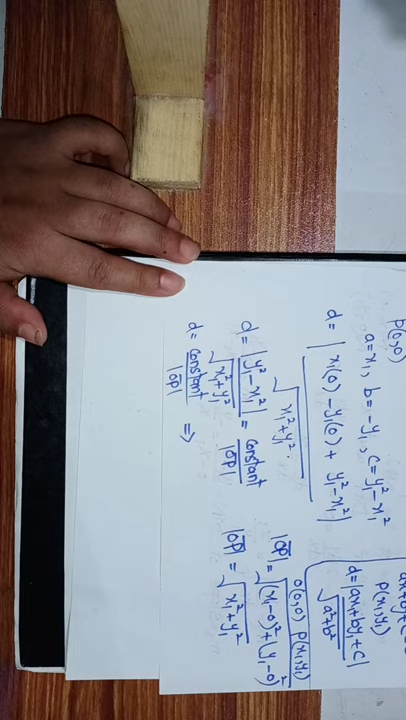 P(0,0)
a=x₁, b=-y₁, c=y₁²-x₁²
d = |x₁(0) - y₁(0) + y₁²-x₁²| / √(x₁²+y₁²)
d = |y₁²-x₁²| / √(x₁²+y₁²) = constant / |OP|
d = constant / |OP| ⇒
P(x₁,y₁)
d = |ax+by+c| / √(a²+b²)
O(0,0) P(x₁,y₁)
|OP| = √((x₁-0)²+(y₁-0)²)
|OP| = √(x₁²+y₁²)